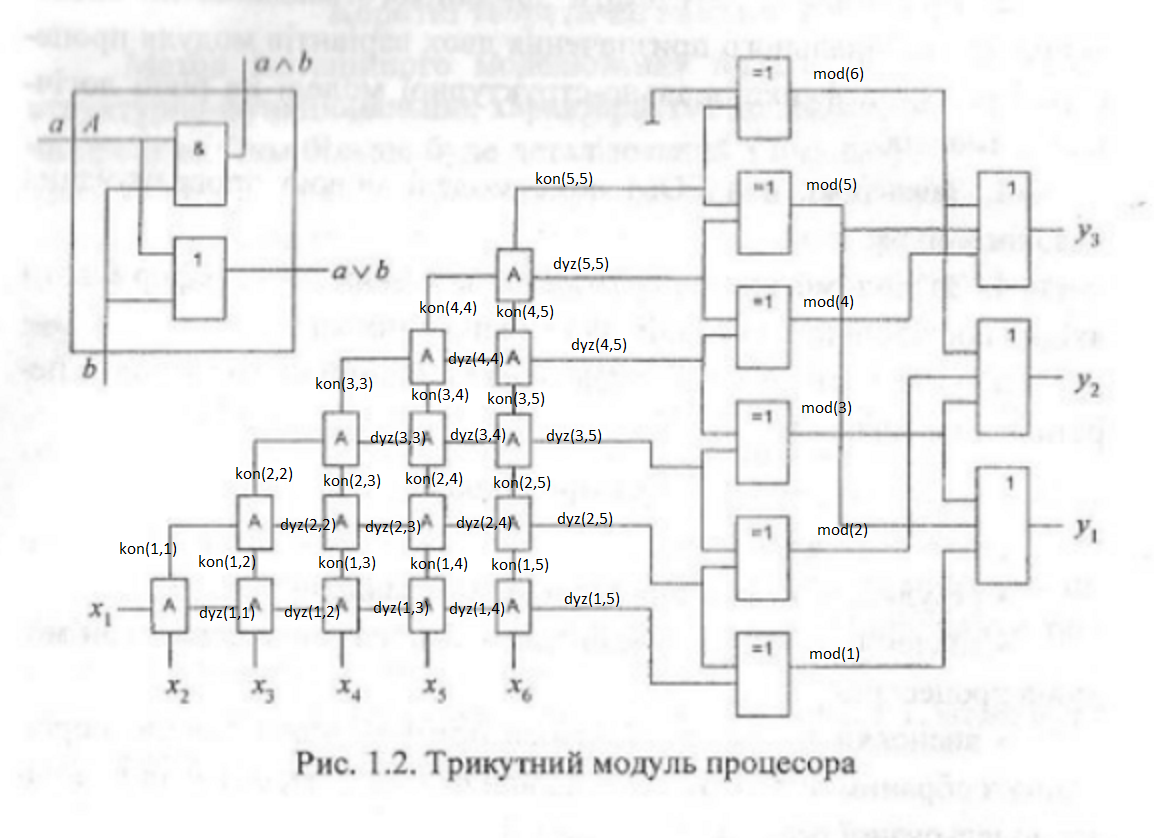 a∧b
a A
&
1
a∨b
b
=1 mod(6)
kon(5,5) =1 mod(5) 1
y3
A dyz(5,5)
kon(4,4) kon(4,5) =1 mod(4)
A dyz(4,4) A dyz(4,5) 1
kon(3,3) kon(3,4) kon(3,5) y2
=1 mod(3)
A dyz(3,3) A dyz(3,4) A dyz(3,5)
kon(2,2) kon(2,3) kon(2,4) kon(2,5) 1
A dyz(2,2) A dyz(2,3) A dyz(2,4) A dyz(2,5) =1 mod(2) y1
kon(1,1) kon(1,2) kon(1,3) kon(1,4) kon(1,5)
x1 A dyz(1,1) A dyz(1,2) A dyz(1,3) A dyz(1,4) A dyz(1,5)
=1 mod(1)
x2 x3 x4 x5 x6
Рис. 1.2. Трикутний модуль процесора